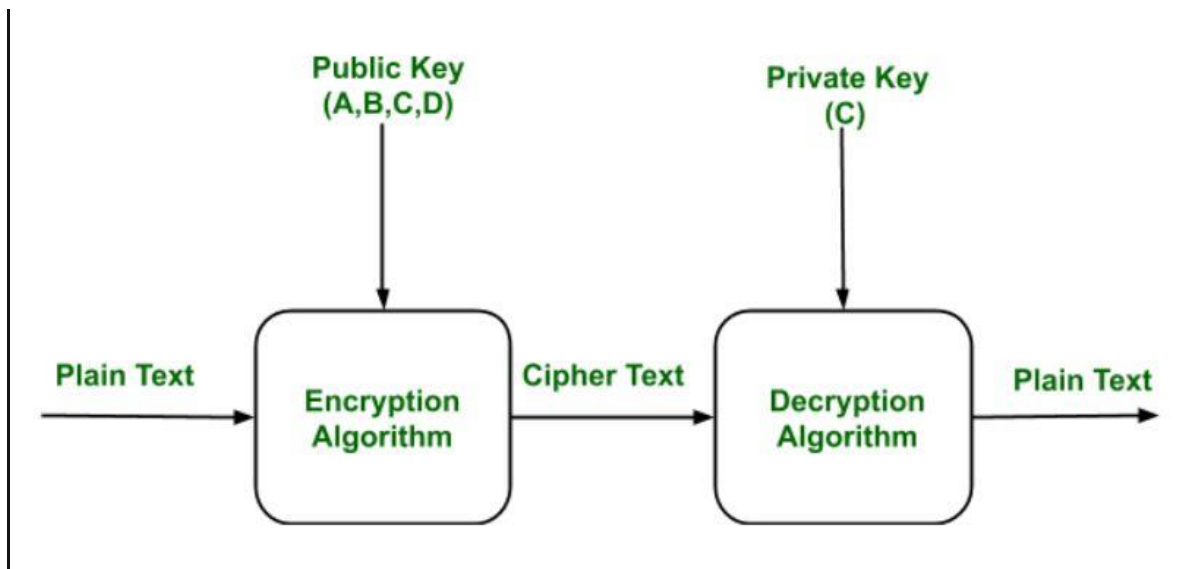 Public Key
(A,B,C,D)
Private Key
(C)
Plain Text
Encryption
Algorithm
Cipher Text
Decryption
Algorithm
Plain Text